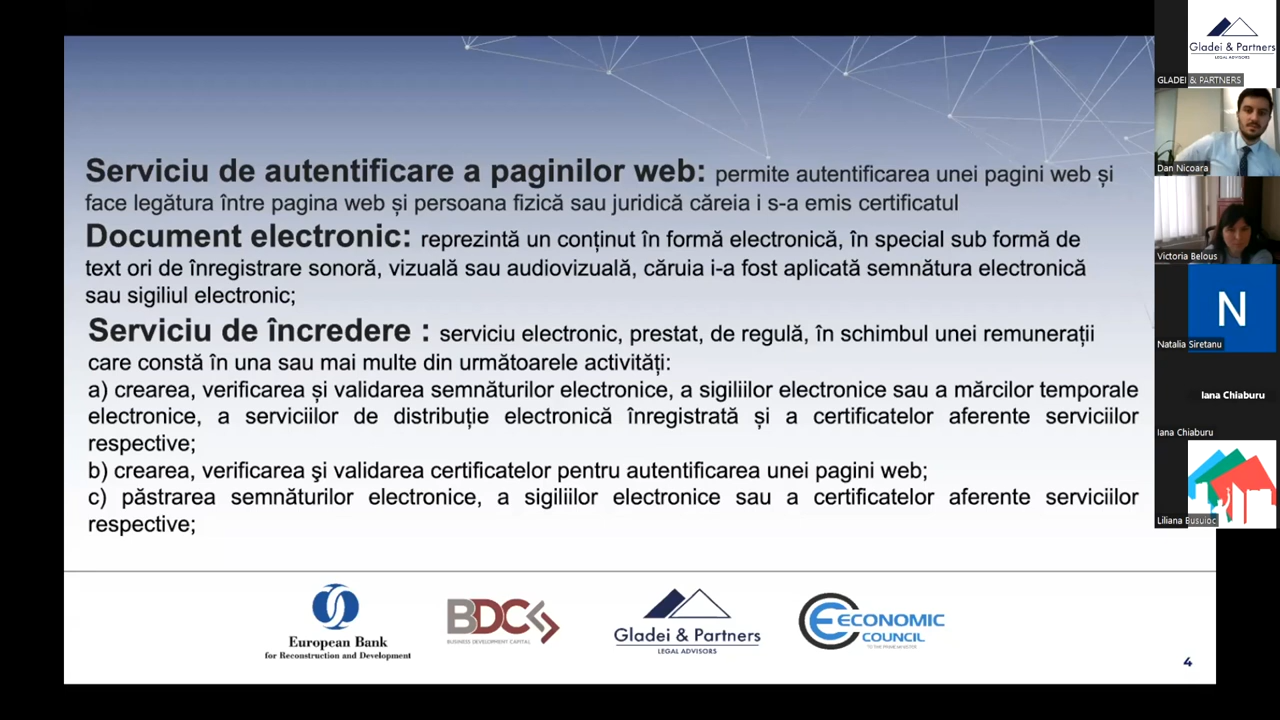 Serviciu de autentificare a paginilor web: permite autentificarea unei pagini web și
face legătura între pagina web și persoana fizică sau juridică căreia i s-a emis certificatul
Document electronic: reprezintă un conținut în formă electronică, în special sub formă de
text ori de înregistrare sonoră, vizuală sau audiovizuală, căruia i-a fost aplicată semnătura electronică
sau sigiliul electronic;
Serviciu de încredere : serviciu electronic, prestat, de regulă, în schimbul unei remunerații
care constă în una sau mai multe din următoarele activități:
a) crearea, verificarea și validarea semnăturilor electronice, a sigiliilor electronice sau a mărcilor temporale
electronice, a serviciilor de distribuție electronică înregistrată și a certificatelor aferente serviciilor
respective;
b) crearea, verificarea şi validarea certificatelor pentru autentificarea unei pagini web;
c) păstrarea semnăturilor electronice, a sigiliilor electronice sau a certificatelor aferente serviciilor
respective;
European Bank
for Reconstruction and Development
BDC
BUSINESS DEVELOPMENT CAPITAL
Gladei & Partners
LEGAL ADVISORS
ECONOMIC
COUNCIL
TO THE PRIME MINISTER
4
Gladei & Partners
LEGAL ADVISORS
GLADEI & PARTNERS
Dan Nicoara
Victoria Belous
N
Natalia Siretanu
Iana Chiaburu
Iana Chiaburu
Liliana Busuioc